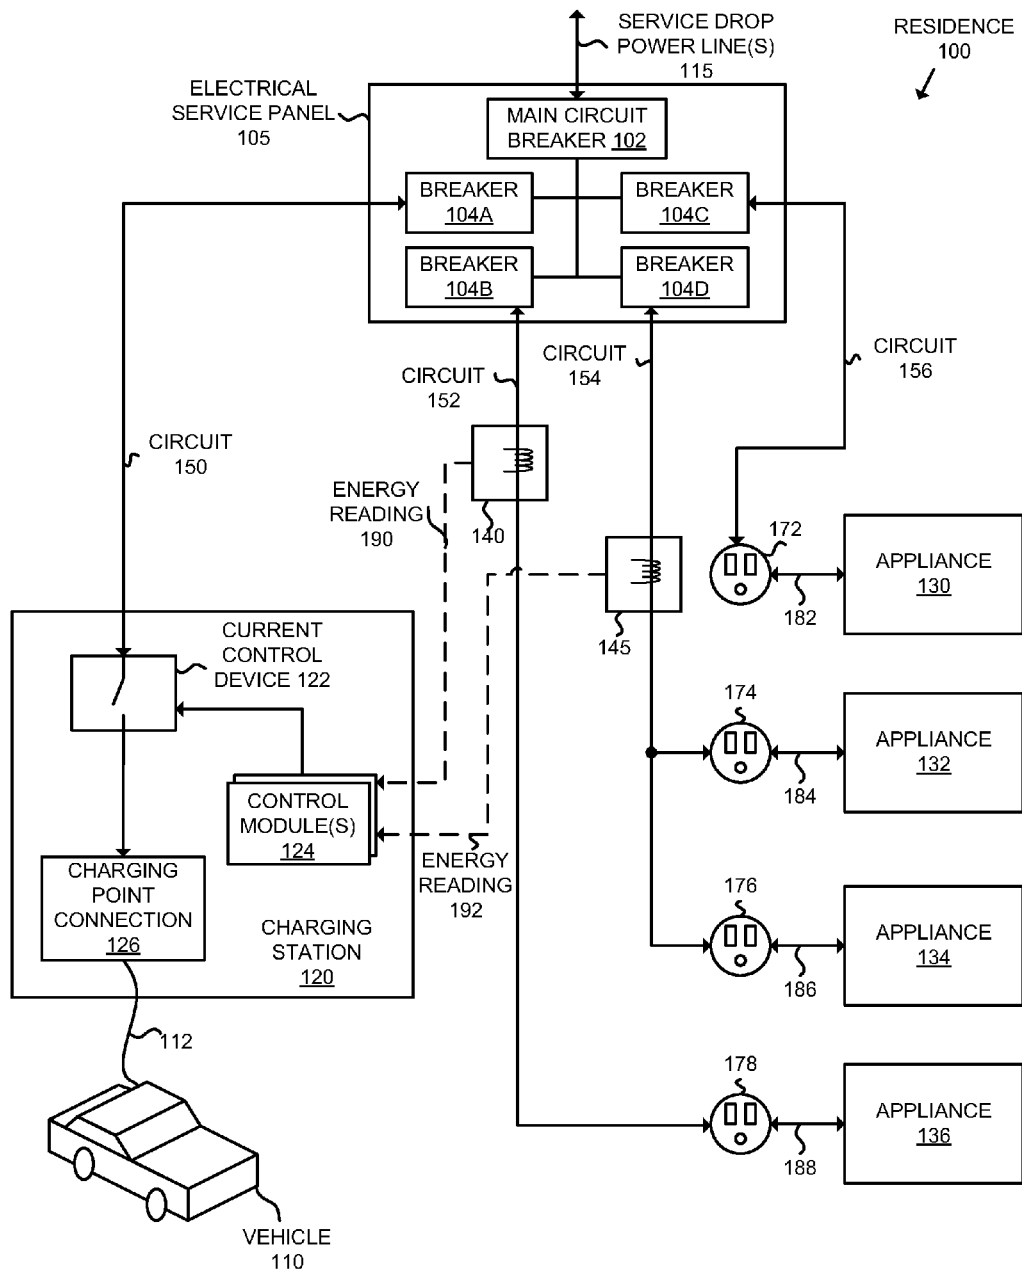 SERVICE DROP
POWER LINE(S)
115
RESIDENCE
100
ELECTRICAL
SERVICE PANEL
105
MAIN CIRCUIT
BREAKER 102
BREAKER
104A
BREAKER
104C
BREAKER
104B
BREAKER
104D
CIRCUIT
150
CIRCUIT
152
CIRCUIT
154
CIRCUIT
156
ENERGY
READING
190
140
145
172
APPLIANCE
130
182
CURRENT
CONTROL
DEVICE 122
174
APPLIANCE
132
184
CONTROL
MODULE(S)
124
ENERGY
READING
192
CHARGING
POINT
CONNECTION
126
CHARGING
STATION
120
176
APPLIANCE
134
186
112
178
APPLIANCE
136
188
VEHICLE
110